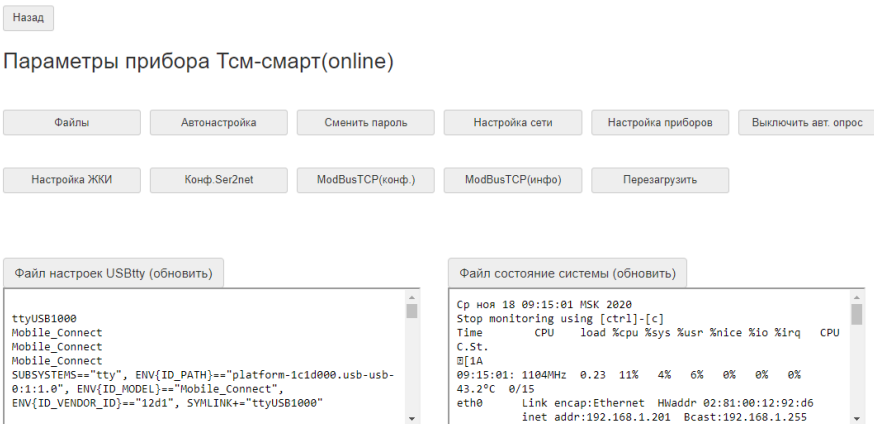 Назад
Параметры прибора Тсм-смарт(online)
Файлы
Автонастройка
Сменить пароль
Настройка сети
Настройка приборов
Выключить авт. опрос
Настройка ЖКИ
Конф.Ser2net
ModBusTCP(конф.)
ModBusTCP(инфо)
Перезагрузить
Файл настроек USBtty (обновить)
ttyUSB1000
Mobile_Connect
Mobile_Connect
Mobile_Connect
SUBSYSTEMS=="tty", ENV{ID_PATH}=="platform-1c1d000.usb-usb-
0:1:1.0", ENV{ID_MODEL}=="Mobile_Connect",
ENV{ID_VENDOR_ID}=="12d1", SYMLINK+="ttyUSB1000"
Файл состояние системы (обновить)
Ср ноя 18 09:15:01 MSK 2020
Stop monitoring using [ctrl]-[c]
Time CPU load %cpu %sys %usr %nice %io %irq CPU
C.St.
[1A
09:15:01: 1104MHz 0.23 11% 4% 6% 0% 0% 0%
43.2°C 0/15
eth0 Link encap:Ethernet HWaddr 02:81:00:12:92:d6
inet addr:192.168.1.201 Bcast:192.168.1.255